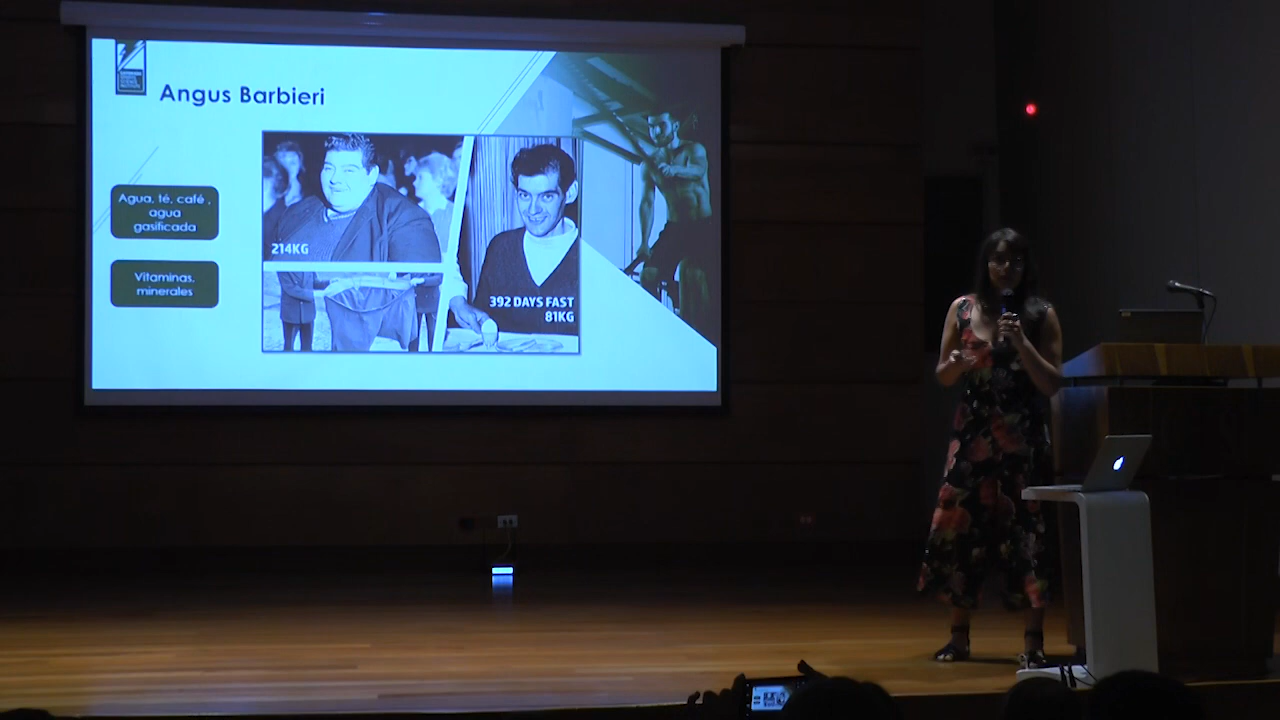 Angus Barbieri
Agua, té, café ,
agua
gasificada
Vitaminas,
minerales
214KG
392 DAYS FAST
81KG